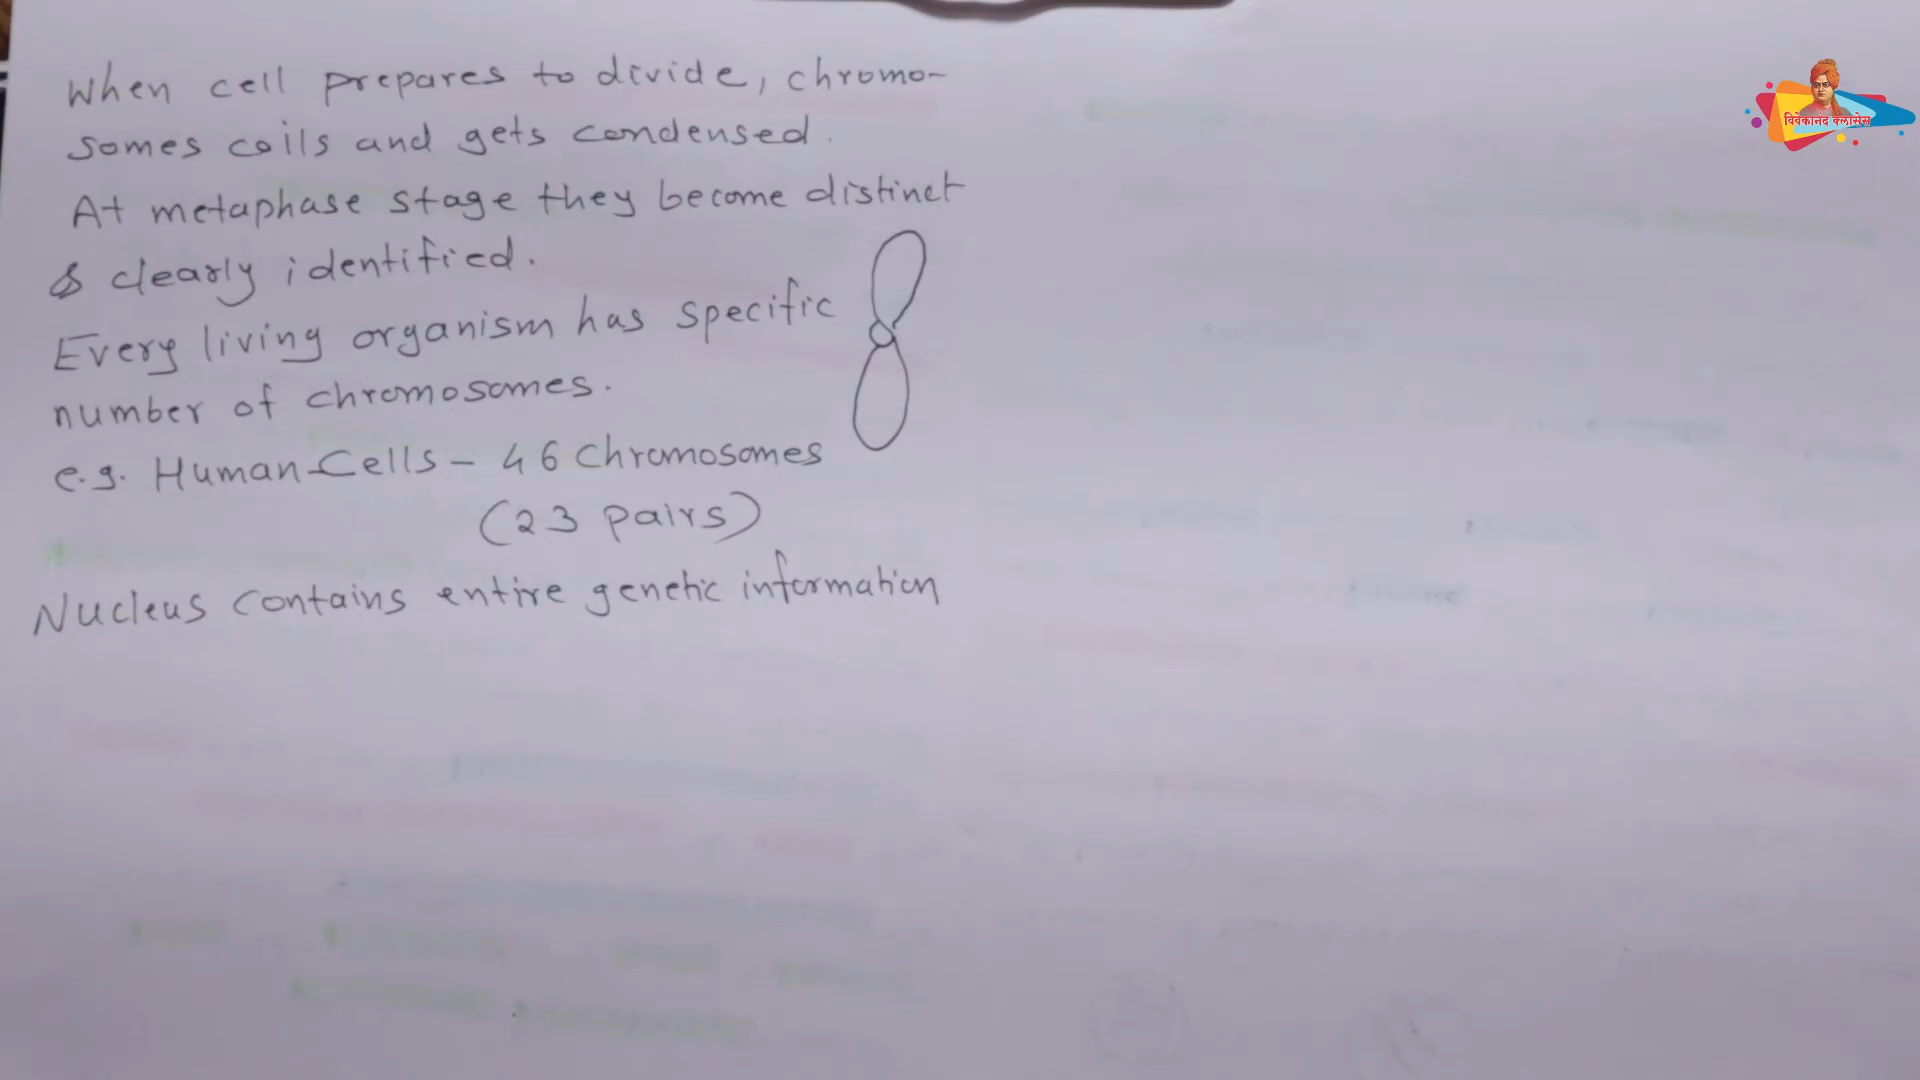 When cell prepares to divide, chromo-
somes coils and gets condensed.
At metaphase stage they become distinct
& clearly identified.
Every living organism has specific
number of chromosomes.
e.g. Human Cells - 46 Chromosomes
(23 pairs)
Nucleus contains entire genetic information
विवेकानंद क्लासेस